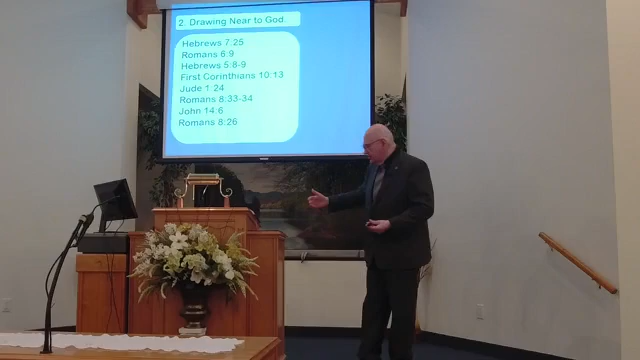 2. Drawing Near to God.
Hebrews 7:25
Romans 6:9
Hebrews 5:8-9
First Corinthians 10:13
Jude 1:24
Romans 8:33-34
John 14:6
Romans 8:26